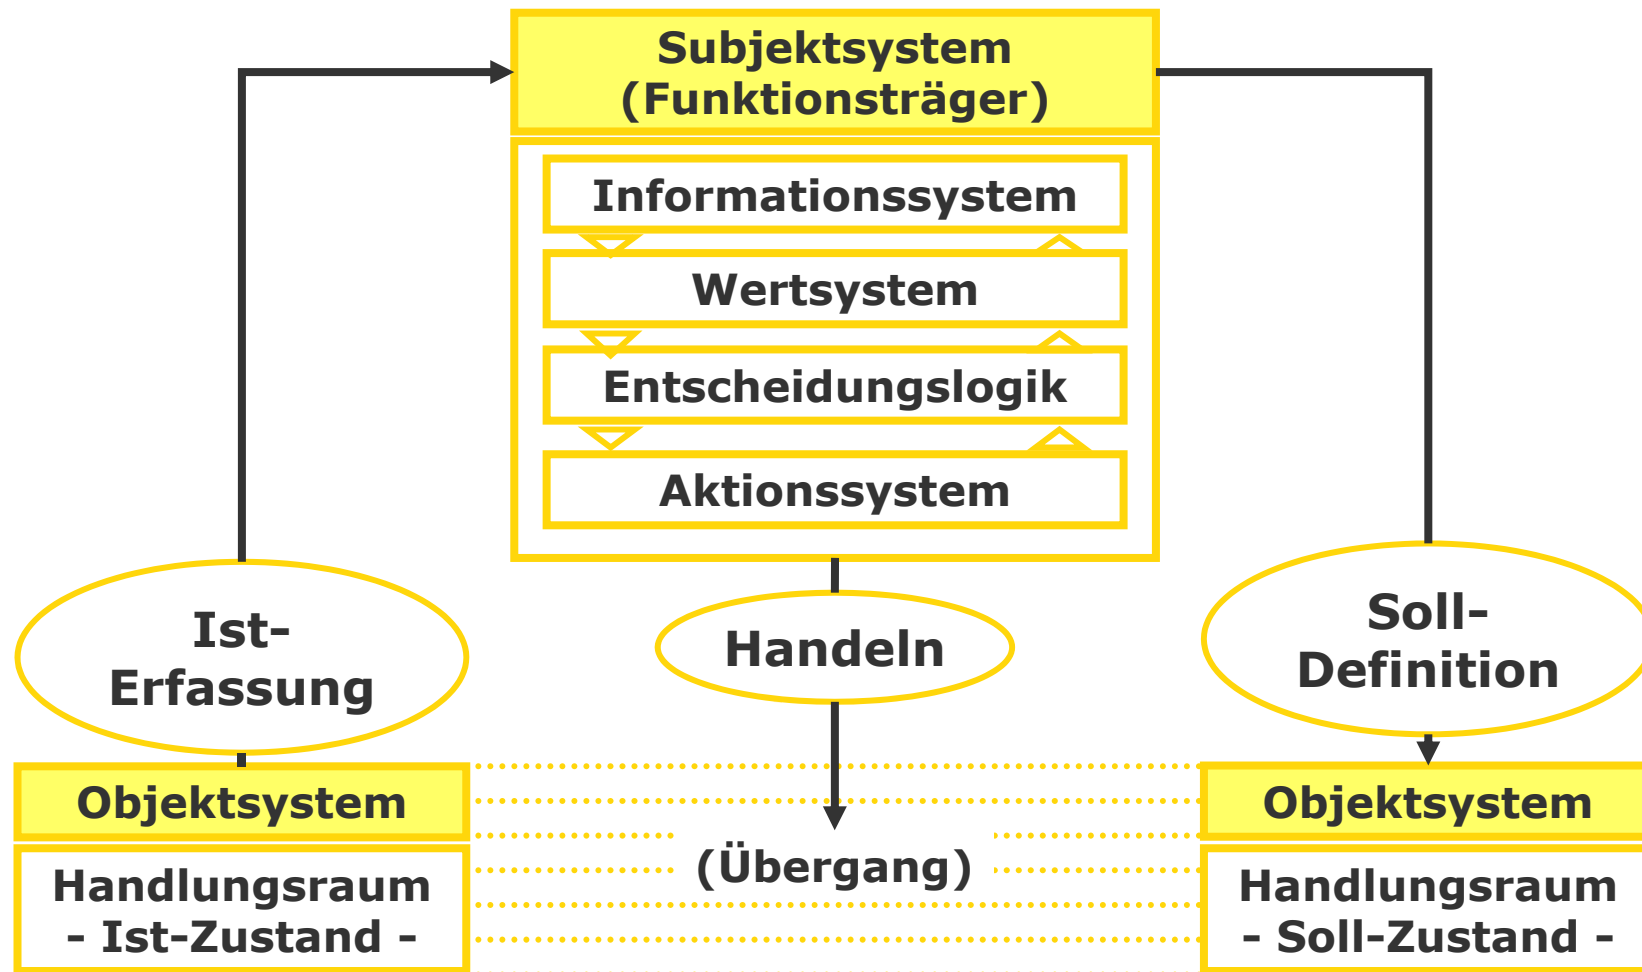 Subjektsystem
(Funktionsträger)
Informationssystem
Wertsystem
Entscheidungslogik
Aktionssystem
Ist-
Erfassung
Handeln
Soll-
Definition
Objektsystem
Handlungsraum
- Ist-Zustand -
(Übergang)
Objektsystem
Handlungsraum
- Soll-Zustand -